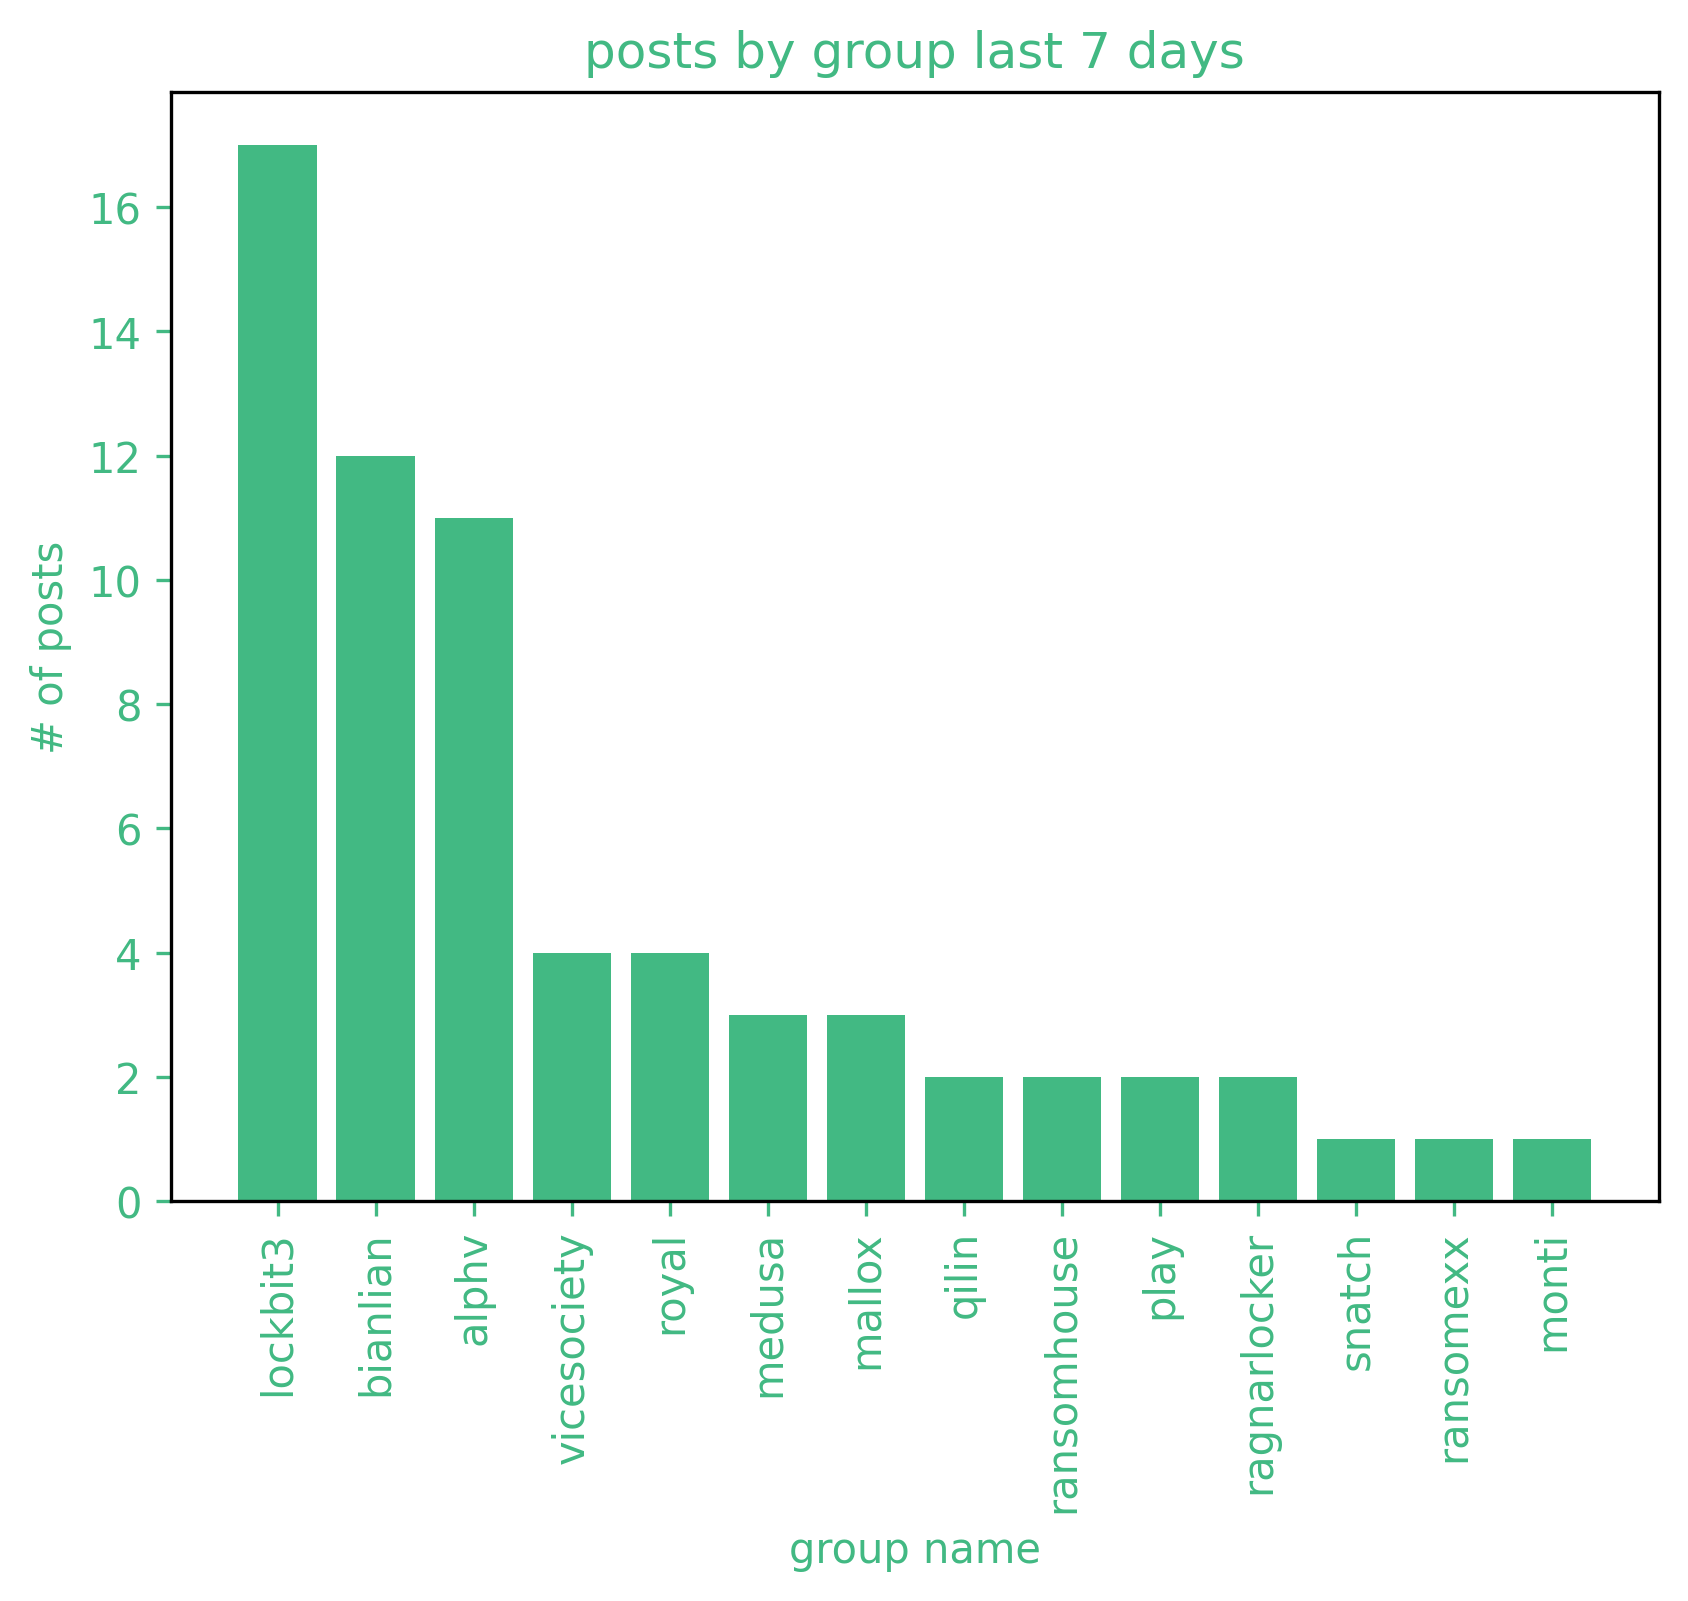 posts by group last 7 days
# of posts
16
14
12
10
8
6
4
2
0
lockbit3
bianlian
alphv
vicesociety
royal
medusa
mallox
qilin
ransomhouse
play
ragnarlocker
snatch
ransomexx
monti
group name